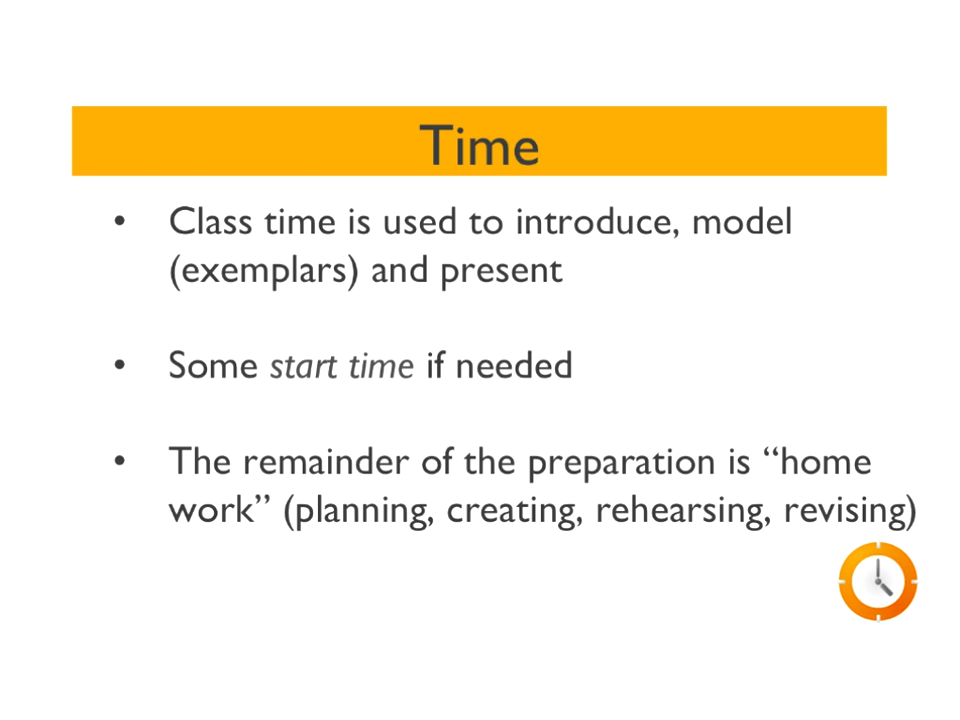 Time
• Class time is used to introduce, model
(exemplars) and present
• Some start time if needed
• The remainder of the preparation is “home
work” (planning, creating, rehearsing, revising)